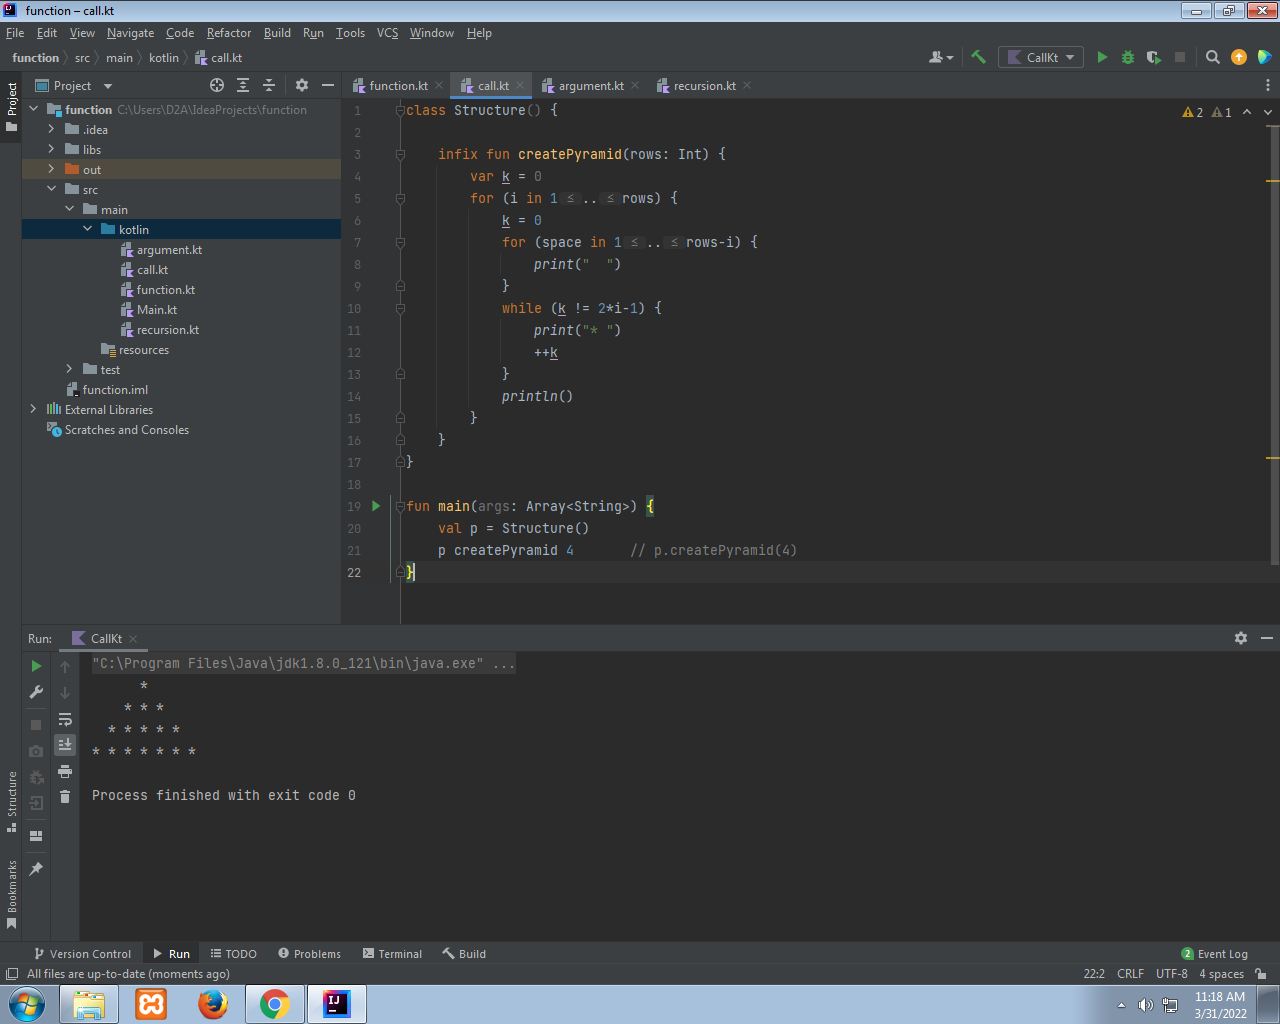 function – call.kt
File Edit View Navigate Code Refactor Build Run Tools VCS Window Help
function src main kotlin call.kt
CallKt
Project
Project
function C:\Users\D2A\IdeaProjects\function
.idea
libs
out
src
main
kotlin
argument.kt
call.kt
function.kt
Main.kt
recursion.kt
resources
test
function.iml
External Libraries
Scratches and Consoles
function.kt call.kt argument.kt recursion.kt
2 1
1 class Structure() {
2
3 infix fun createPyramid(rows: Int) {
4 var k = 0
5 for (i in 1 ≤ .. ≤ rows) {
6 k = 0
7 for (space in 1 ≤ .. ≤ rows-i) {
8 print("  ")
9 }
10 while (k != 2*i-1) {
11 print("* ")
12 ++k
13 }
14 println()
15 }
16 }
17 }
18
19 fun main(args: Array<String>) {
20 val p = Structure()
21 p createPyramid 4 // p.createPyramid(4)
22 }
Run: CallKt
"C:\Program Files\Java\jdk1.8.0_121\bin\java.exe" ...
*
* * *
* * * * *
* * * * * * *
Process finished with exit code 0
Structure
Bookmarks
Version Control Run TODO Problems Terminal Build 2 Event Log
All files are up-to-date (moments ago) 22:2 CRLF UTF-8 4 spaces
IJ
11:18 AM
3/31/2022